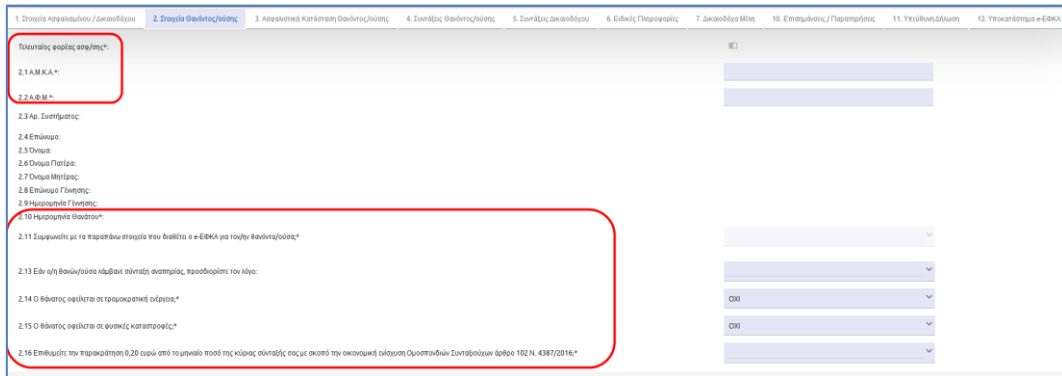 1. Στοιχεία Ασφαλισμένου / Δικαιοδόχου 2. Στοιχεία Θανόντος/ούσης 3. Ασφαλιστική Κατάσταση Θανόντος/ούσης 4. Συντάξεις Θανόντος/ούσης 5. Συντάξεις Δικαιοδόχου 6. Ειδικές Πληροφορίες 7. Δικαιοδόχα Μέλη 10. Επισημάνσεις / Παρατηρήσεις 11. Υπεύθυνη Δήλωση 12. Υποκατάστημα e-ΕΦΚΑ
Τελευταίος φορέας ασφ/σης*:
2.1 Α.Μ.Κ.Α.*:
2.2 Α.Φ.Μ.*:
2.3 Αρ. Συστήματος:
2.4 Επώνυμο:
2.5 Όνομα:
2.6 Όνομα Πατέρα:
2.7 Όνομα Μητέρας:
2.8 Επώνυμο Γέννησης:
2.9 Ημερομηνία Γέννησης:
2.10 Ημερομηνία Θανάτου*:
2.11 Συμφωνείτε με τα παραπάνω στοιχεία που διαθέτει ο e-ΕΦΚΑ για τον/ην θανόντα/ούσα;*
2.13 Εάν ο/η θανών/ούσα λάμβανε σύνταξη αναπηρίας, προσδιορίστε τον λόγο:
2.14 Ο θάνατος οφείλεται σε τρομοκρατική ενέργεια;* ΟΧΙ
2.15 Ο θάνατος οφείλεται σε φυσικές καταστροφές;* ΟΧΙ
2.16 Επιθυμείτε την παρακράτηση 0,20 ευρώ από το μηνιαίο ποσό της κύριας σύνταξής σας με σκοπό την οικονομική ενίσχυση Ομοσπονδιών Συνταξιούχων άρθρο 102 Ν. 4387/2016;*